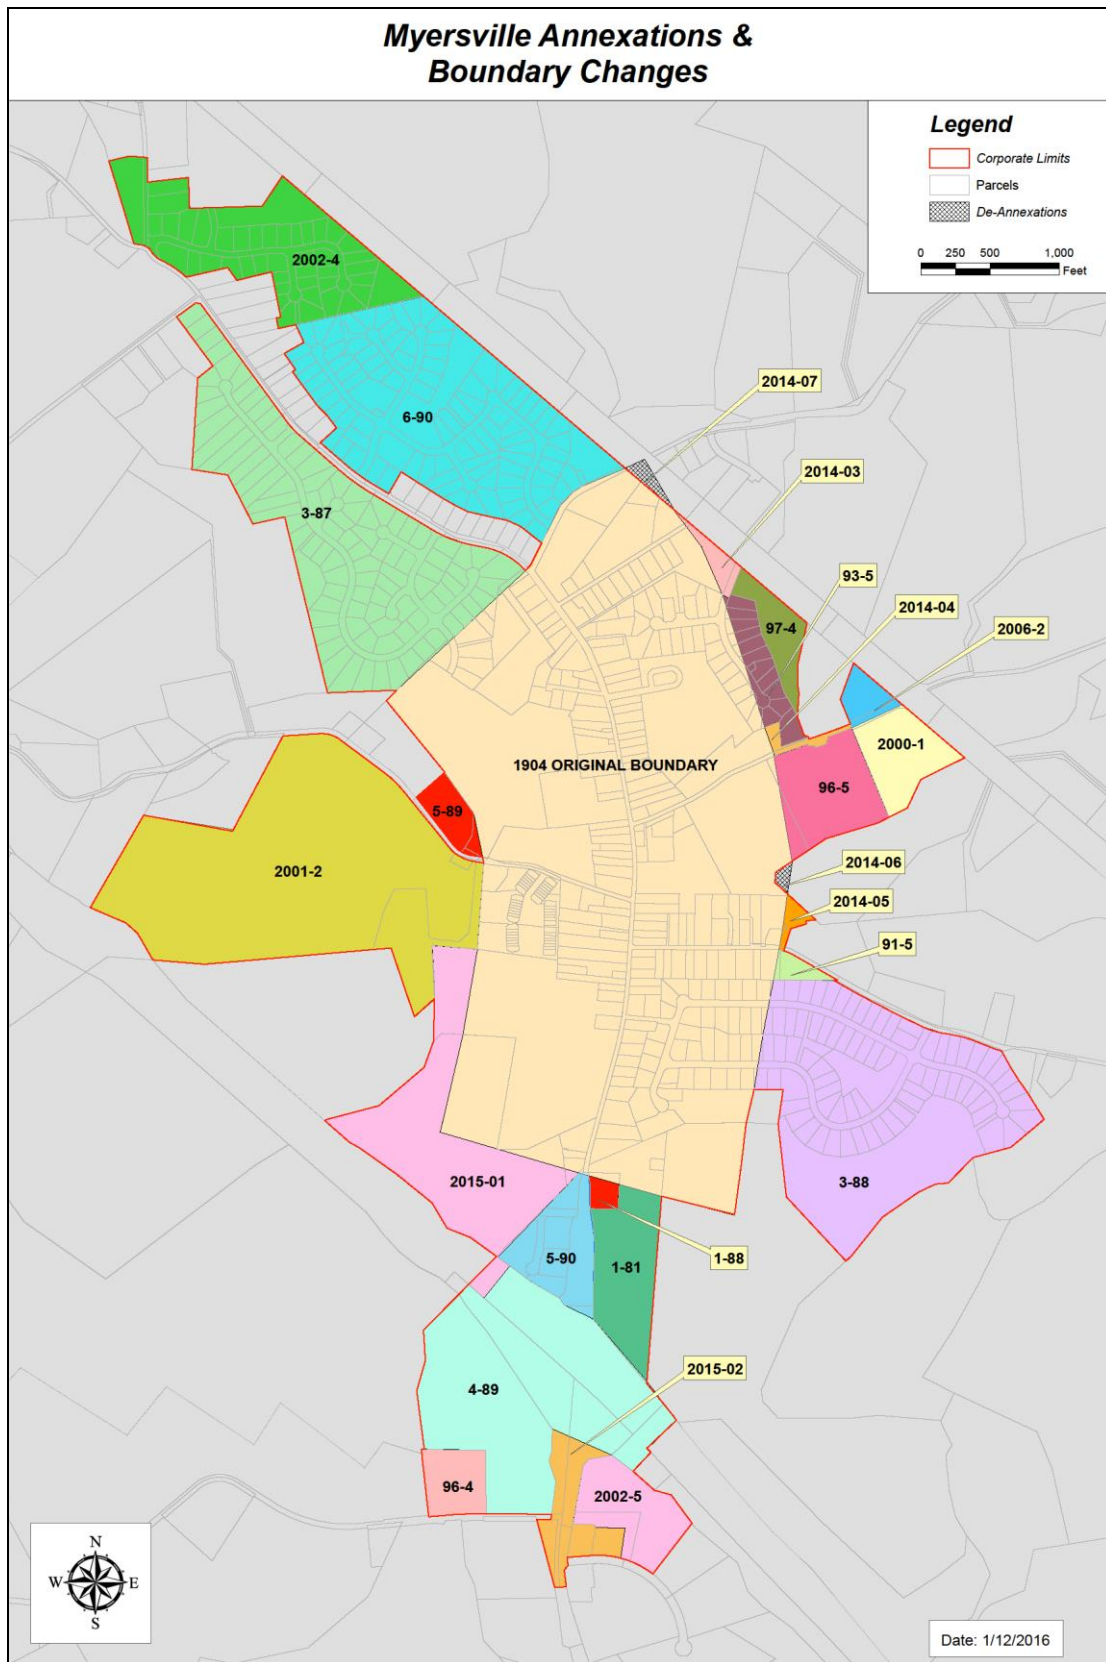 Myersville Annexations &
Boundary Changes
Legend
Corporate Limits
Parcels
De-Annexations
0 250 500 1,000
Feet
2002-4
2014-07
6-90
2014-03
3-87
93-5
2014-04
97-4
2006-2
2000-1
1904 ORIGINAL BOUNDARY
96-5
5-89
2014-06
2001-2
2014-05
91-5
2015-01
3-88
5-90
1-88
1-81
2015-02
4-89
96-4
2002-5
N
W E
S
Date: 1/12/2016